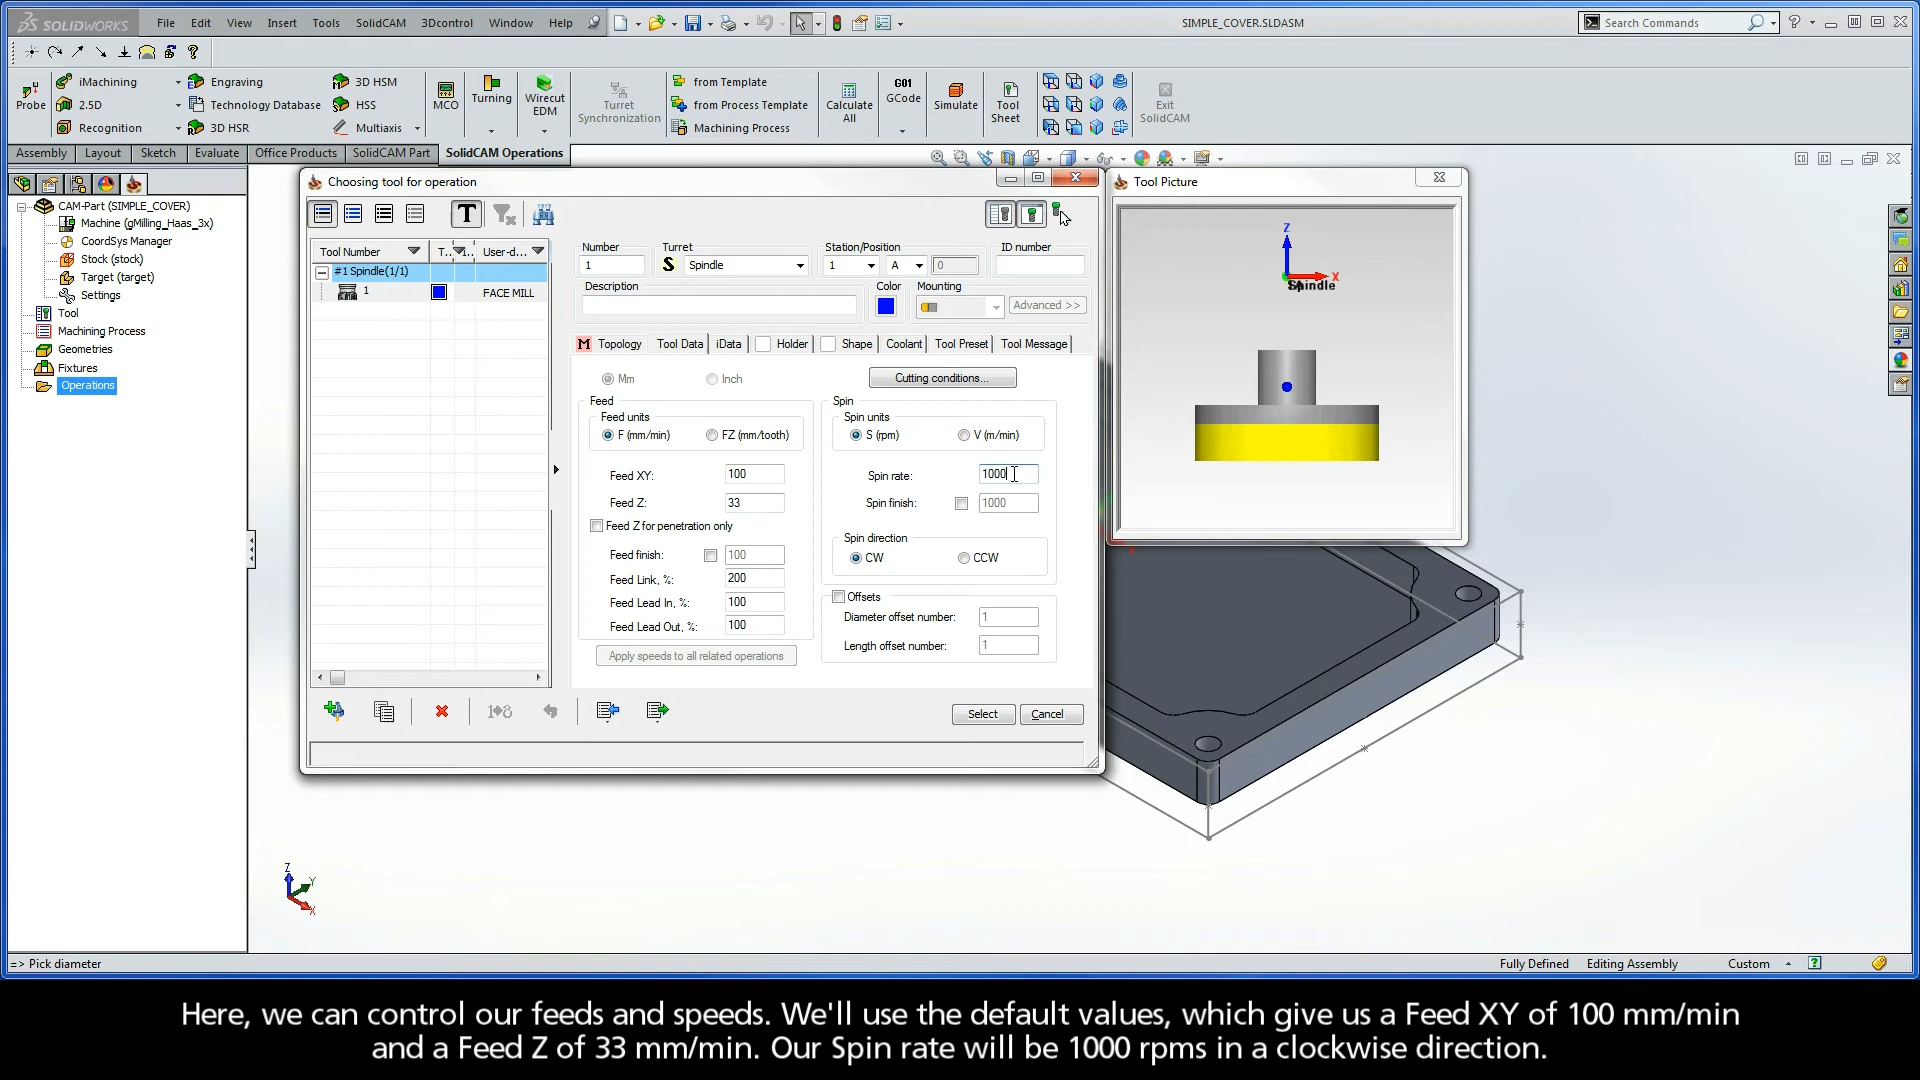 SOLIDWORKS File Edit View Insert Tools SolidCAM 3Dcontrol Window Help SIMPLE_COVER.SLDASM Search Commands
Probe
iMachining
2.5D
Recognition
Engraving
Technology Database
3D HSR
3D HSM
HSS
Multiaxis
MCO
Turning
Wirecut
EDM
Turret
Synchronization
from Template
from Process Template
Machining Process
Calculate
All
G01
GCode
Simulate
Tool
Sheet
Exit
SolidCAM
Assembly Layout Sketch Evaluate Office Products SolidCAM Part SolidCAM Operations
CAM-Part (SIMPLE_COVER)
Machine (gMilling_Haas_3x)
CoordSys Manager
Stock (stock)
Target (target)
Settings
Tool
Machining Process
Geometries
Fixtures
Operations
Choosing tool for operation
Tool Number User-d...
#1 Spindle(1/1)
1 FACE MILL
Number Turret Station/Position ID number
1 S Spindle 1 A 0
Description Color Mounting
Advanced >>
M Topology Tool Data iData Holder Shape Coolant Tool Preset Tool Message
Mm Inch Cutting conditions...
Feed
Feed units
F (mm/min) FZ (mm/tooth)
Feed XY: 100
Feed Z: 33
Feed Z for penetration only
Feed finish: 100
Feed Link, %: 200
Feed Lead In, %: 100
Feed Lead Out, %: 100
Apply speeds to all related operations
Spin
Spin units
S (rpm) V (m/min)
Spin rate: 1000
Spin finish: 1000
Spin direction
CW CCW
Offsets
Diameter offset number: 1
Length offset number: 1
Select Cancel
Tool Picture
Z
X
Z
Y
X
=> Pick diameter
Fully Defined Editing Assembly Custom
Here, we can control our feeds and speeds. We'll use the default values, which give us a Feed XY of 100 mm/min
and a Feed Z of 33 mm/min. Our Spin rate will be 1000 rpms in a clockwise direction.